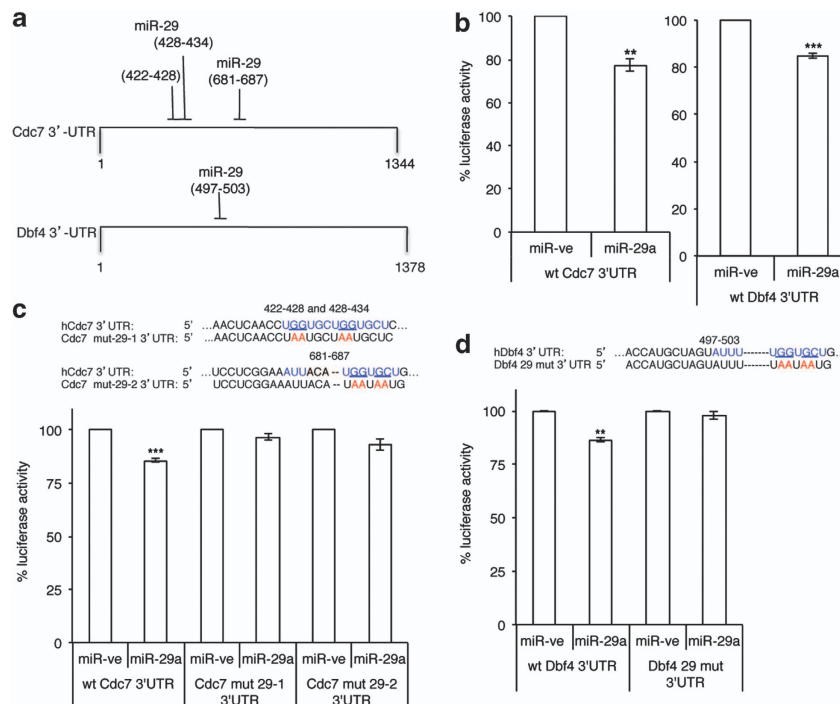 a
miR-29
(428-434)
(422-428)
miR-29
(681-687)
Cdc7 3' -UTR
1
1344
miR-29
(497-503)
Dbf4 3' -UTR
1
1378
b
% luciferase activity
100
80
60
40
20
0
**
miR-ve
miR-29a
wt Cdc7 3'UTR
100
80
60
40
20
0
***
miR-ve
miR-29a
wt Dbf4 3'UTR
c
422-428 and 428-434
hCdc7 3' UTR: 5' ...AACUCAACCUUGGUGCUUGGUGCUC...
Cdc7 mut-29-1 3' UTR: 5' AACUCAACCUAAUGCUAAUGCUC
681-687
hCdc7 3' UTR: 5' ...UCCUCGGAAAUUACA -- UGGUGCUG...
Cdc7 mut-29-2 3' UTR: 5' UCCUCGGAAAUUACA -- UAAUAAUG
% luciferase activity
100
75
50
25
0
***
miR-ve
miR-29a
miR-ve
miR-29a
miR-ve
miR-29a
wt Cdc7 3'UTR
Cdc7 mut 29-1
3'UTR
Cdc7 mut 29-2
3'UTR
d
497-503
hDbf4 3' UTR: 5' ...ACCAUGCUAGUAUUU------UGGUGCUG...
Dbf4 29 mut 3'UTR: 5' ACCAUGCUAGUAUUU------UAAUAAUG
% luciferase activity
100
75
50
25
0
**
miR-ve
miR-29a
miR-ve
miR-29a
wt Dbf4 3'UTR
Dbf4 29 mut
3'UTR